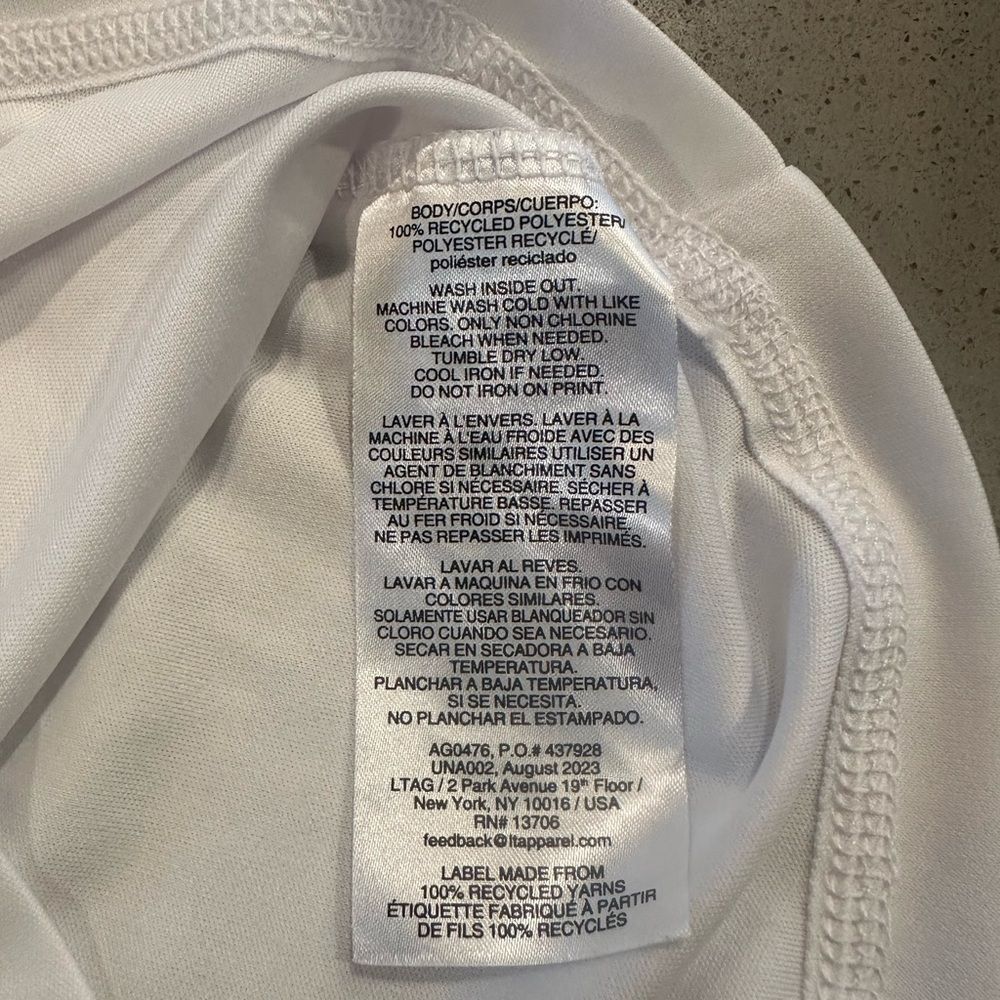 BODY/CORPS/CUERPO:
100% RECYCLED POLYESTER/
POLYESTER RECYCLÉ/
poliéster reciclado
WASH INSIDE OUT.
MACHINE WASH COLD WITH LIKE
COLORS. ONLY NON CHLORINE
BLEACH WHEN NEEDED.
TUMBLE DRY LOW.
COOL IRON IF NEEDED.
DO NOT IRON ON PRINT.
LAVER À L'ENVERS. LAVER À LA
MACHINE À L'EAU FROIDE AVEC DES
COULEURS SIMILAIRES UTILISER UN
AGENT DE BLANCHIMENT SANS
CHLORE SI NÉCESSAIRE. SÉCHER À
TEMPÉRATURE BASSE. REPASSER
AU FER FROID SI NÉCESSAIRE.
NE PAS REPASSER LES IMPRIMÉS.
LAVAR AL REVES.
LAVAR A MAQUINA EN FRIO CON
COLORES SIMILARES.
SOLAMENTE USAR BLANQUEADOR SIN
CLORO CUANDO SEA NECESARIO.
SECAR EN SECADORA A BAJA
TEMPERATURA.
PLANCHAR A BAJA TEMPERATURA,
SI SE NECESITA.
NO PLANCHAR EL ESTAMPADO.
AG0476, P.O.# 437928
UNA002, August 2023
LTAG / 2 Park Avenue 19th Floor /
New York, NY 10016 / USA
RN# 13706
feedback@ltapparel.com
LABEL MADE FROM
100% RECYCLED YARNS
ÉTIQUETTE FABRIQUÉ À PARTIR
DE FILS 100% RECYCLÉS